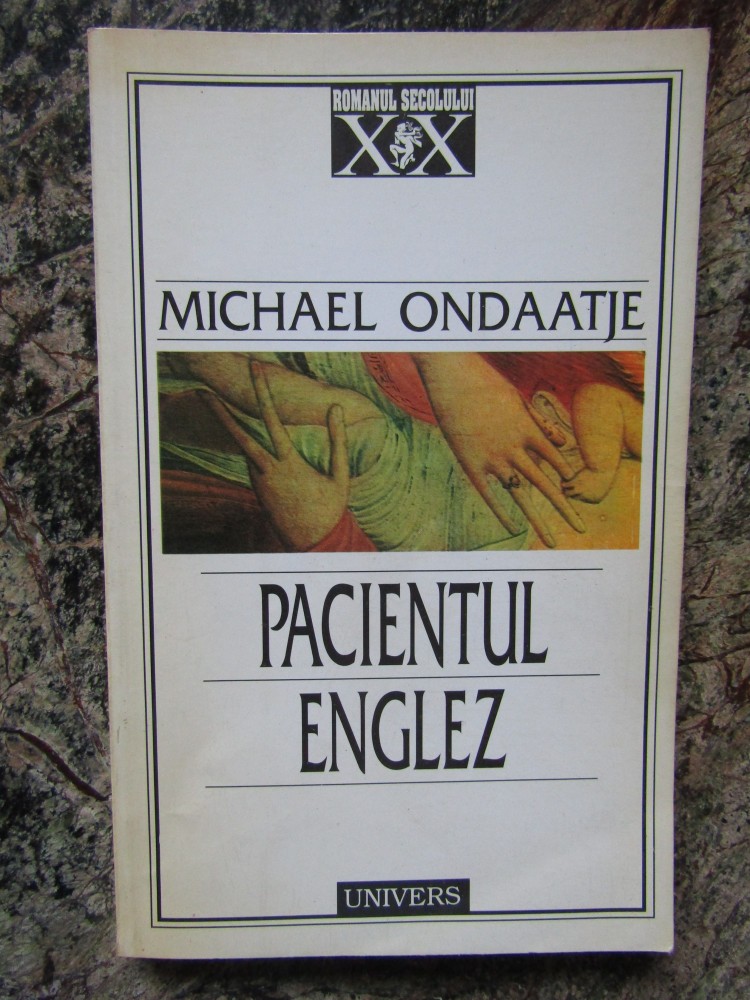 ROMANUL SECOLULUI
XX
MICHAEL ONDAATJE
PACIENTUL
ENGLEZ
UNIVERS